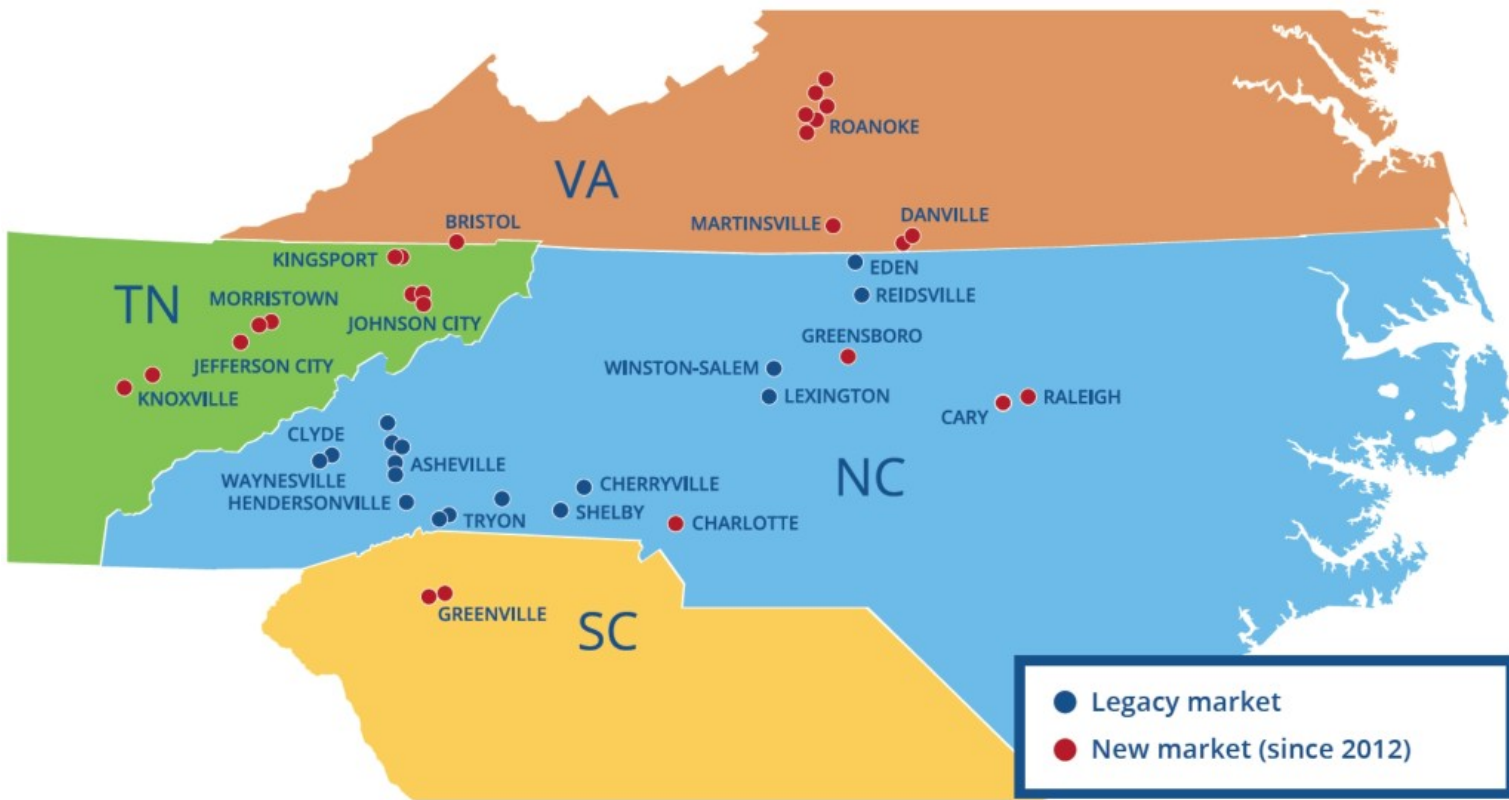 ROANOKE
VA
DANVILLE
MARTINSVILLE
BRISTOL
KINGSPORT
EDEN
TN
MORRISTOWN
REIDSVILLE
JOHNSON CITY
GREENSBORO
JEFFERSON CITY
WINSTON-SALEM
KNOXVILLE
LEXINGTON
RALEIGH
CARY
CLYDE
ASHEVILLE
NC
WAYNESVILLE
CHERRYVILLE
HENDERSONVILLE
SHELBY
TRYON
CHARLOTTE
GREENVILLE
SC
Legacy market
New market (since 2012)